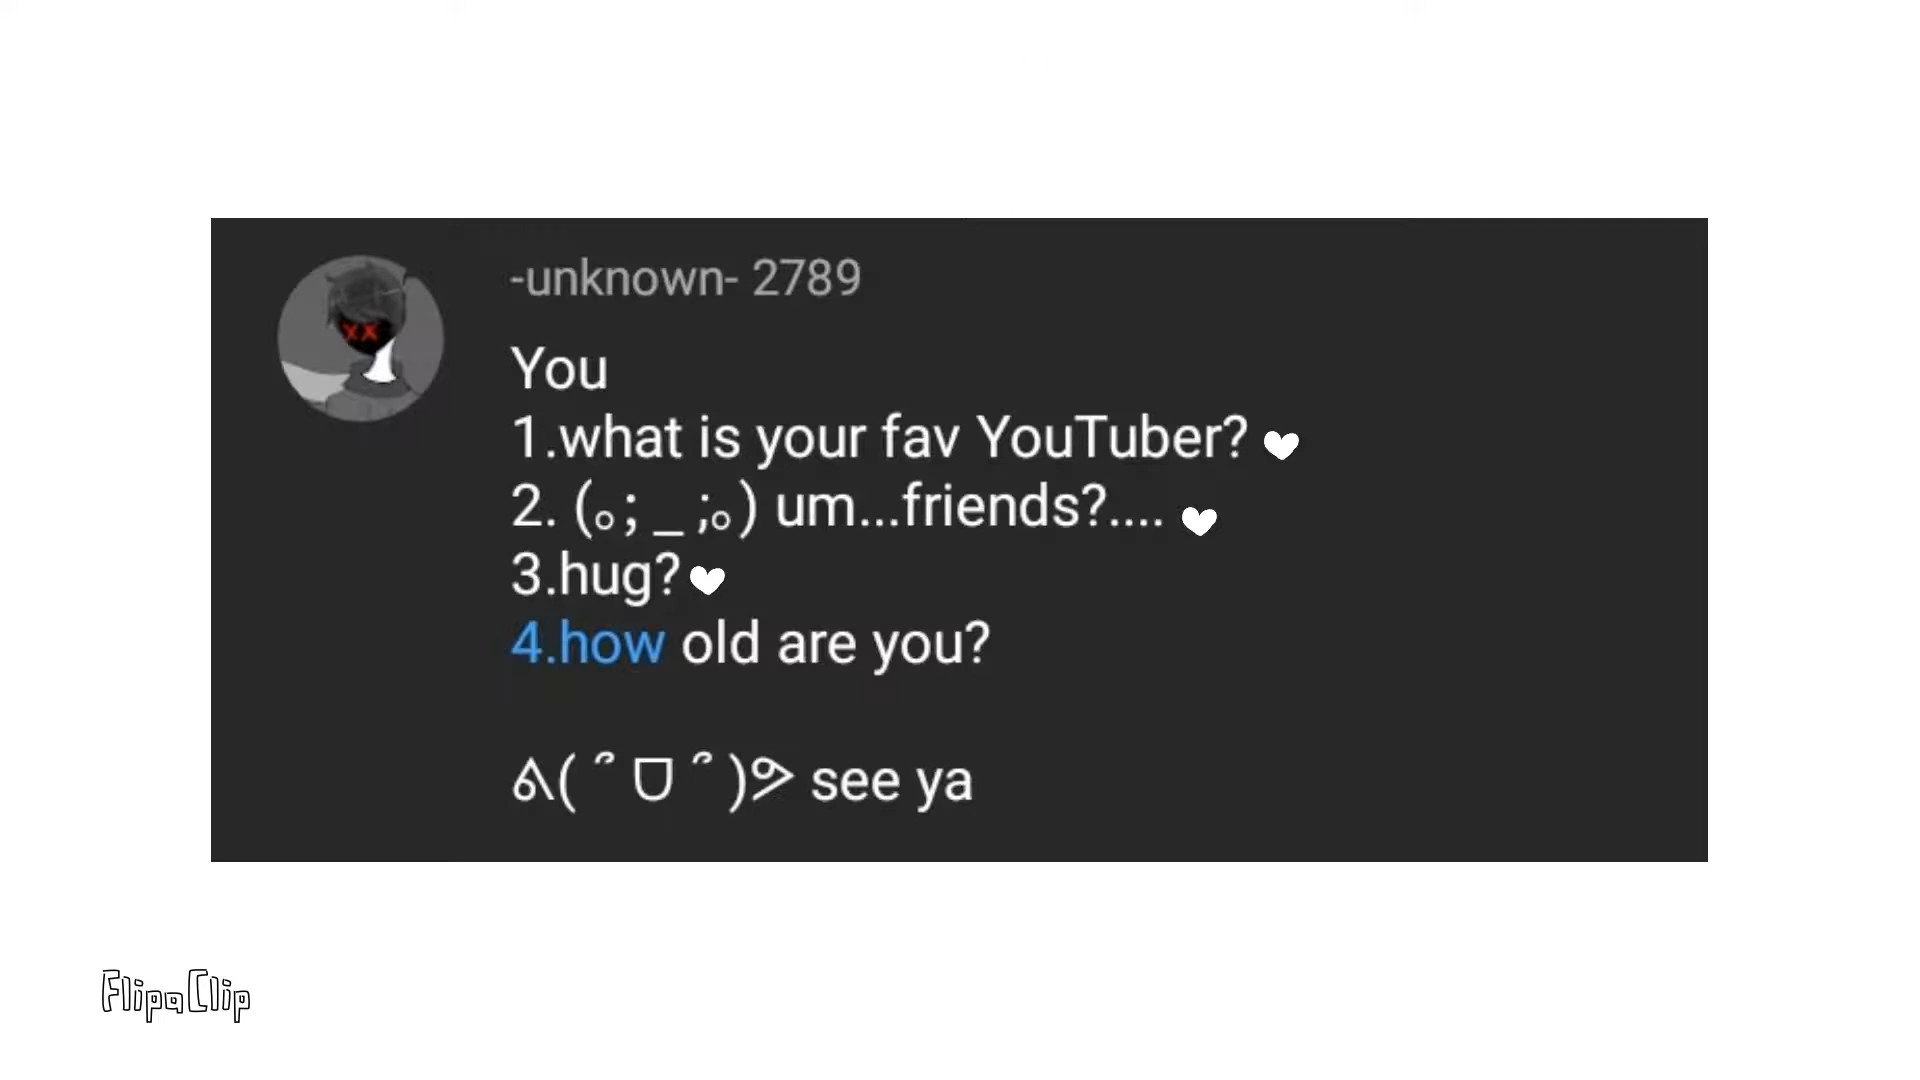 -unknown- 2789
You
1.what is your fav YouTuber?
2. (｡; _ ;｡) um...friends?....
3.hug?
4.how old are you?
ᕕ( ˝ ᗜ ˝ )ᕗ see ya
FlipaClip